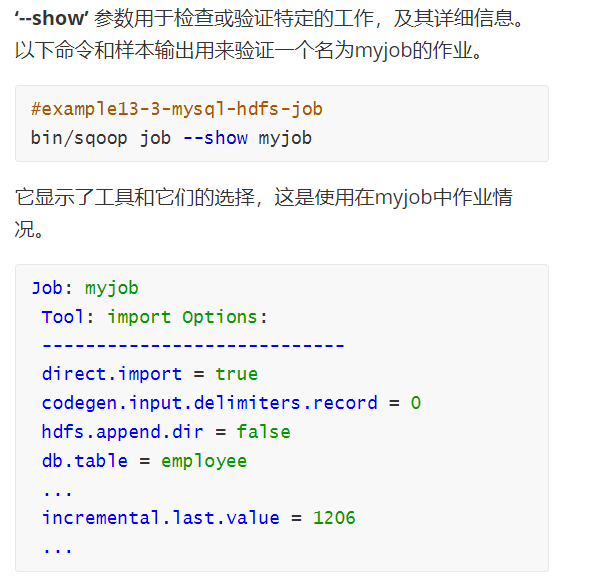 ‘--show’ 参数用于检查或验证特定的工作，及其详细信息。
以下命令和样本输出用来验证一个名为myjob的作业。
#example13-3-mysql-hdfs-job
bin/sqoop job --show myjob
它显示了工具和它们的选择，这是使用在myjob中作业情
况。
Job: myjob
Tool: import Options:
----------------------------
direct.import = true
codegen.input.delimiters.record = 0
hdfs.append.dir = false
db.table = employee
...
incremental.last.value = 1206
...